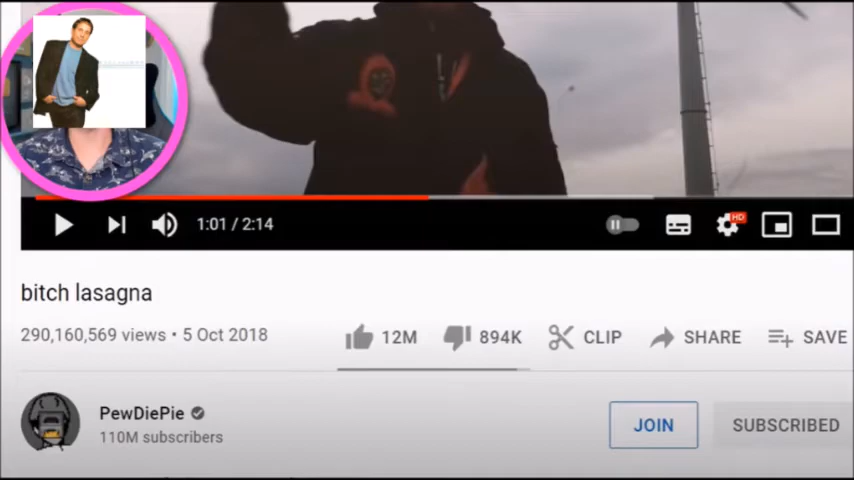 1:01 / 2:14
HD
bitch lasagna
290,160,569 views • 5 Oct 2018
12M
894K
CLIP
SHARE
SAVE
PewDiePie
110M subscribers
JOIN
SUBSCRIBED